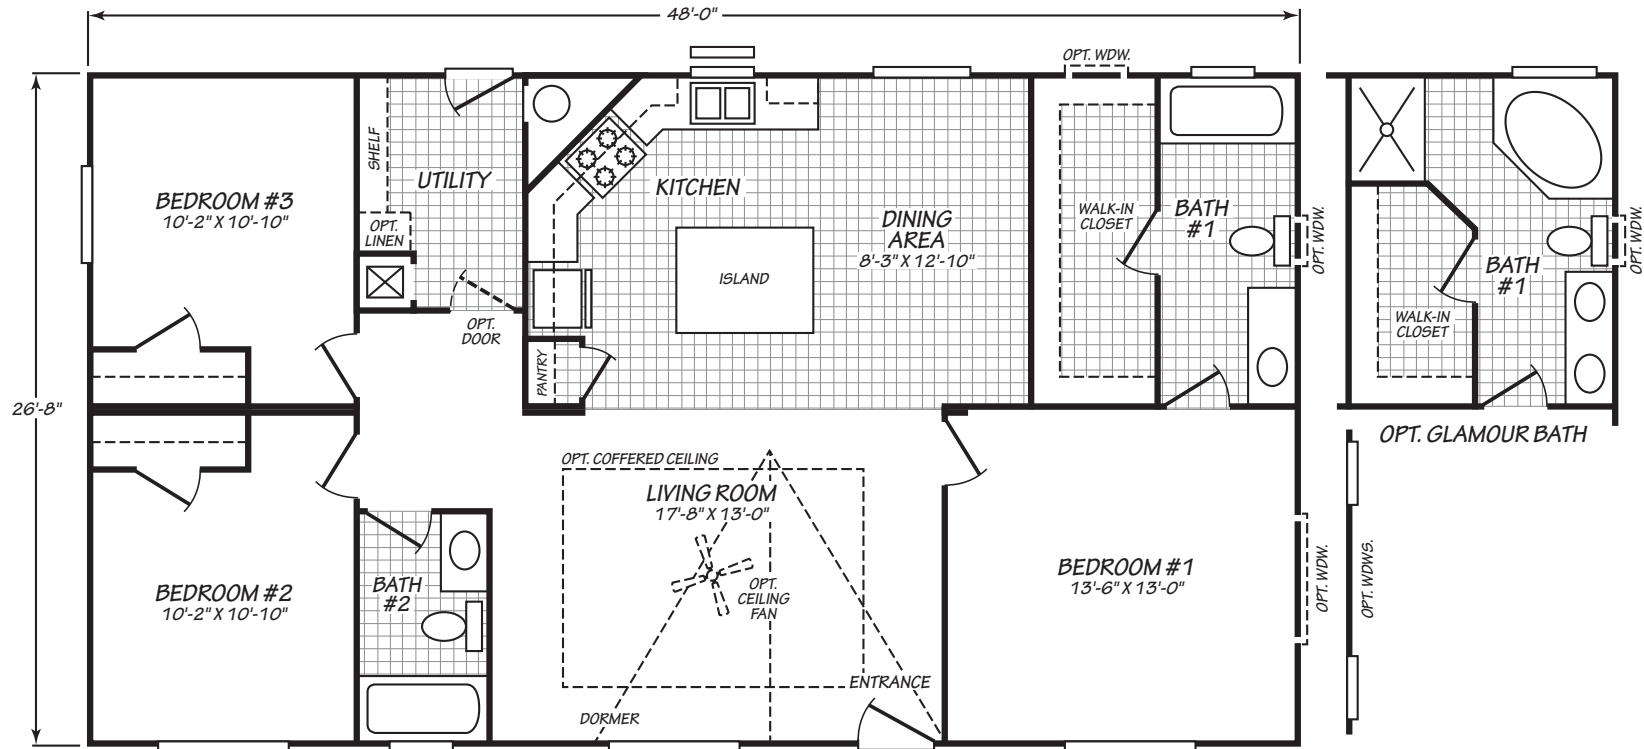 48'-0"
OPT. WDW.
SHELF
UTILITY
KITCHEN
BEDROOM #3
10'-2" X 10'-10"
DINING
AREA
8'-3" X 12'-10"
WALK-IN
CLOSET
BATH
#1
OPT. WDW.
OPT. WDW.
OPT.
LINEN
ISLAND
BATH
#1
OPT.
DOOR
WALK-IN
CLOSET
PANTRY
26'-8"
OPT. GLAMOUR BATH
OPT. COFFERED CEILING
LIVING ROOM
17'-8" X 13'-0"
BEDROOM #1
13'-6" X 13'-0"
OPT. WDW.
OPT. WDWS.
BEDROOM #2
10'-2" X 10'-10"
BATH
#2
OPT.
CEILING
FAN
ENTRANCE
DORMER